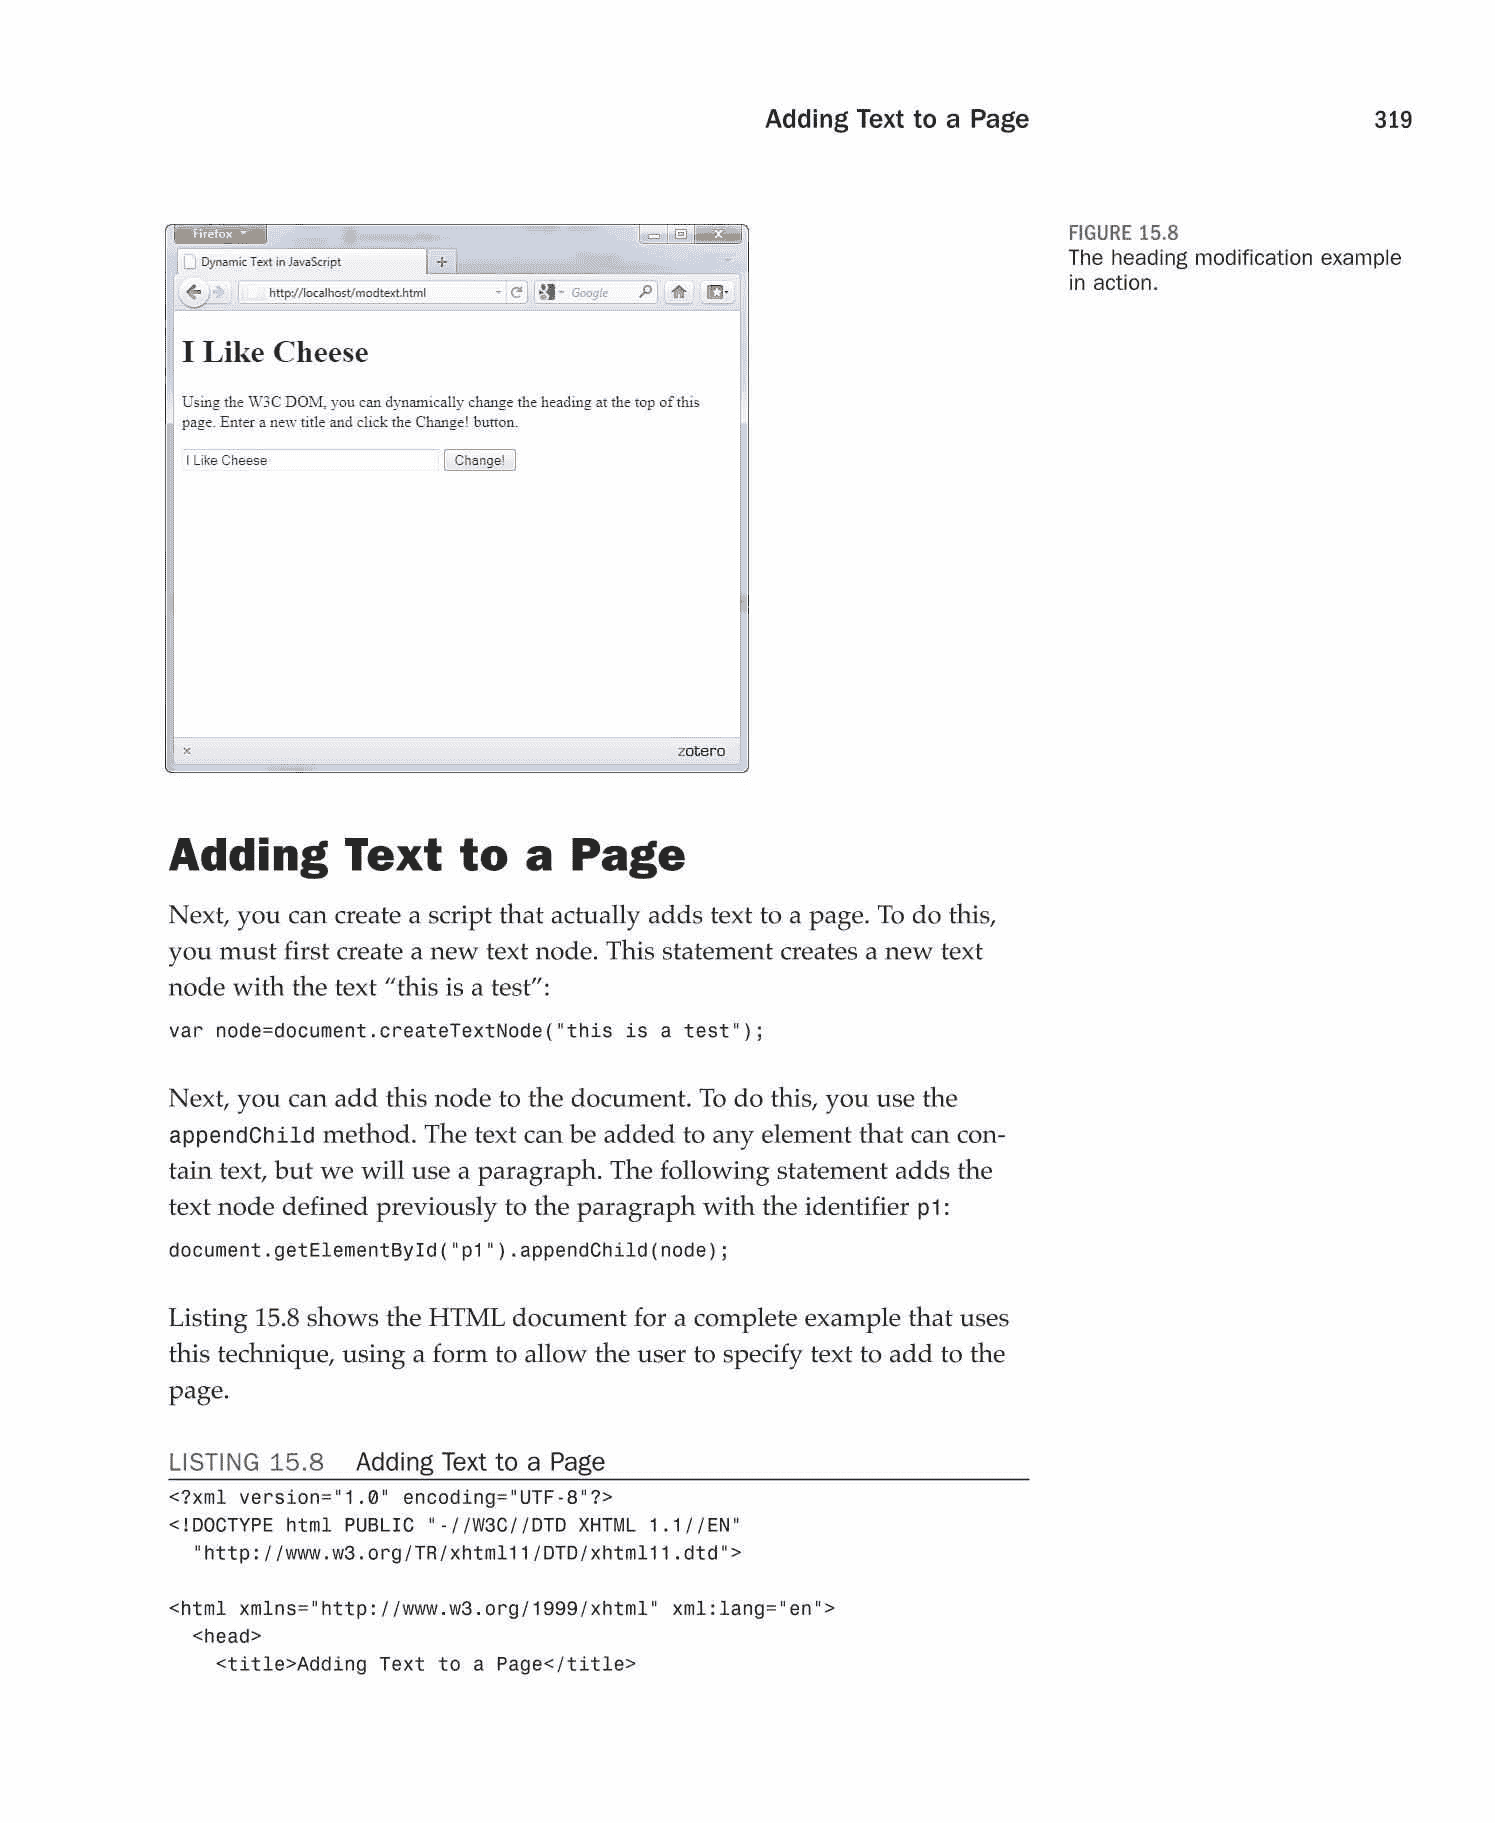 Adding Text to a Page 319
Firefox
Dynamic Text in JavaScript
http://localhost/modtext.html
Google
I Like Cheese
Using the W3C DOM, you can dynamically change the heading at the top of this
page. Enter a new title and click the Change! button.
I Like Cheese Change!
x zotero
FIGURE 15.8
The heading modification example
in action.
Adding Text to a Page
Next, you can create a script that actually adds text to a page. To do this,
you must first create a new text node. This statement creates a new text
node with the text “this is a test”:
var node=document.createTextNode("this is a test");
Next, you can add this node to the document. To do this, you use the
appendChild method. The text can be added to any element that can con-
tain text, but we will use a paragraph. The following statement adds the
text node defined previously to the paragraph with the identifier p1:
document.getElementById("p1").appendChild(node);
Listing 15.8 shows the HTML document for a complete example that uses
this technique, using a form to allow the user to specify text to add to the
page.
LISTING 15.8 Adding Text to a Page
<?xml version="1.0" encoding="UTF-8"?>
<!DOCTYPE html PUBLIC "-//W3C//DTD XHTML 1.1//EN"
"http://www.w3.org/TR/xhtml11/DTD/xhtml11.dtd">
<html xmlns="http://www.w3.org/1999/xhtml" xml:lang="en">
<head>
<title>Adding Text to a Page</title>